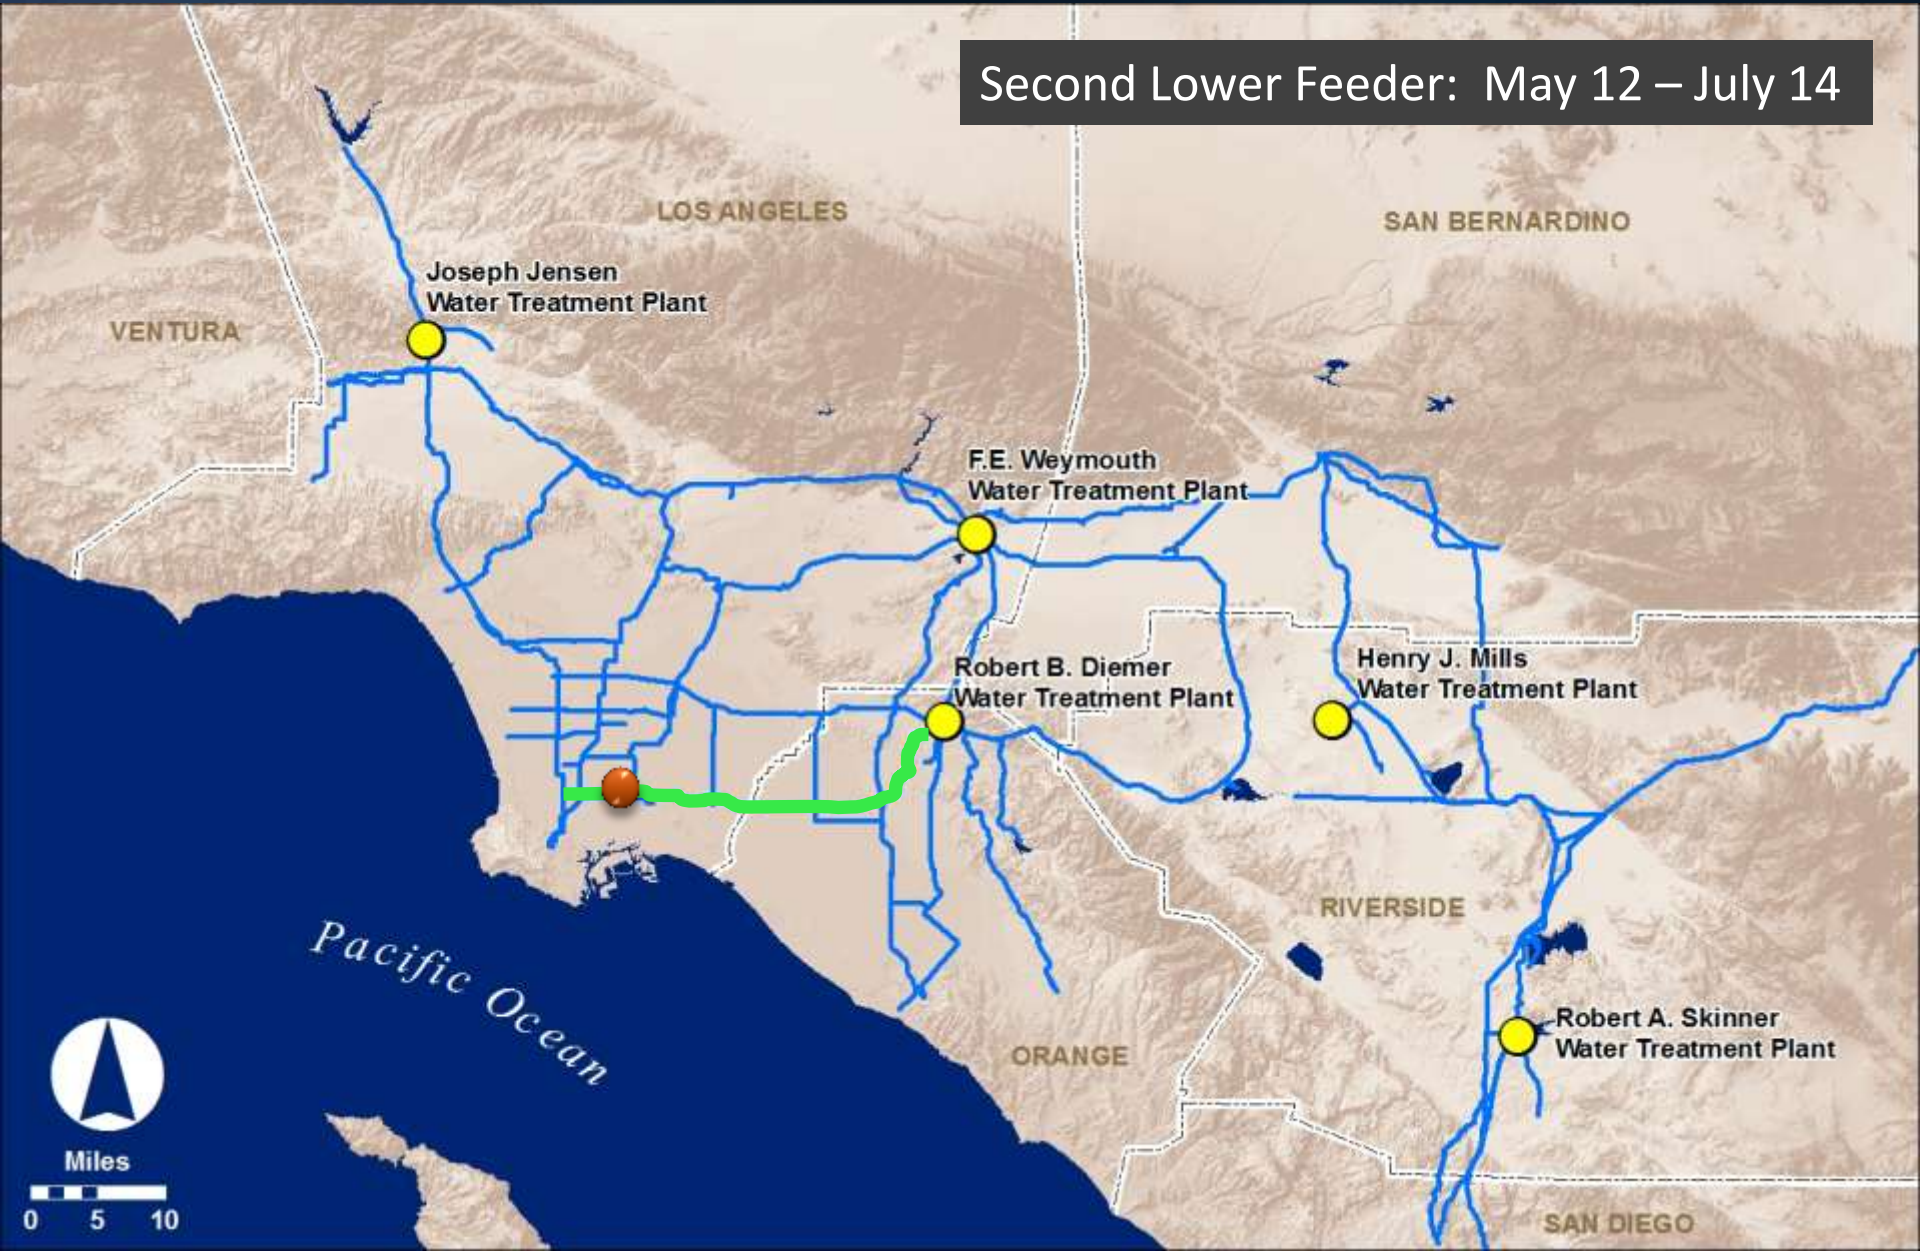 Second Lower Feeder: May 12 – July 14
LOS ANGELES
SAN BERNARDINO
Joseph Jensen
Water Treatment Plant
VENTURA
F.E. Weymouth
Water Treatment Plant
Robert B. Diemer
Water Treatment Plant
Henry J. Mills
Water Treatment Plant
RIVERSIDE
Pacific Ocean
Robert A. Skinner
Water Treatment Plant
ORANGE
Miles
0 5 10
SAN DIEGO